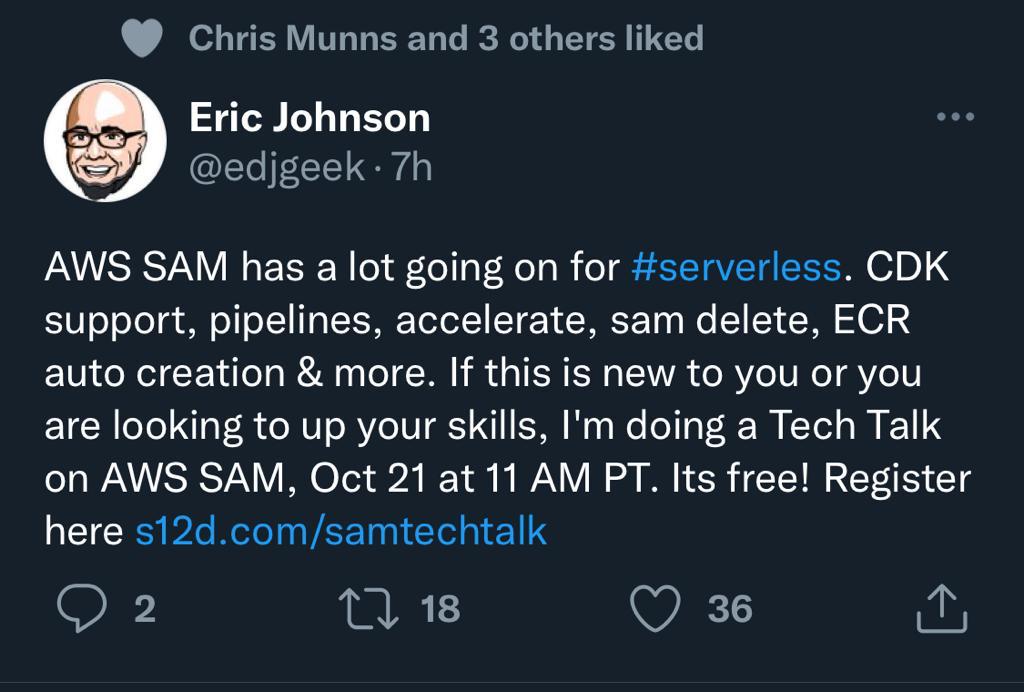 Chris Munns and 3 others liked
Eric Johnson
@edjgeek · 7h
AWS SAM has a lot going on for #serverless. CDK
support, pipelines, accelerate, sam delete, ECR
auto creation & more. If this is new to you or you
are looking to up your skills, I'm doing a Tech Talk
on AWS SAM, Oct 21 at 11 AM PT. Its free! Register
here s12d.com/samtechtalk
2 18 36